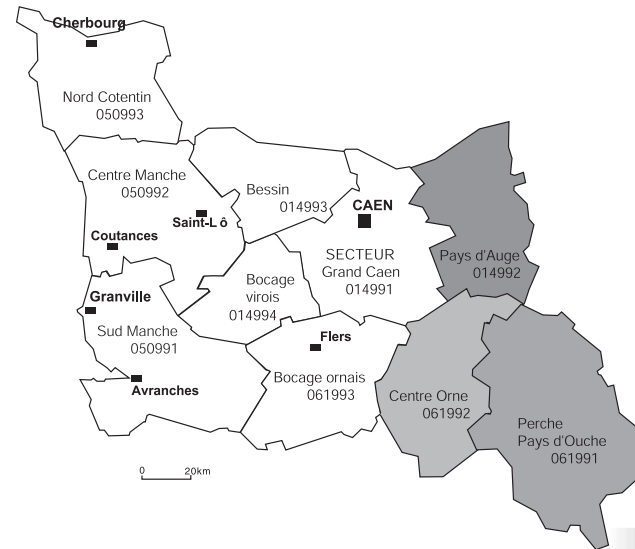 Cherbourg
Nord Cotentin
050993
Centre Manche
050992
Saint-L ô
Coutances
Bessin
014993
CAEN
SECTEUR
Grand Caen
014991
Pays d'Auge
014992
Granville
Sud Manche
050991
Avranches
Bocage
virois
014994
Flers
Bocage ornais
061993
Centre Orne
061992
Perche
Pays d'Ouche
061991
0 20km